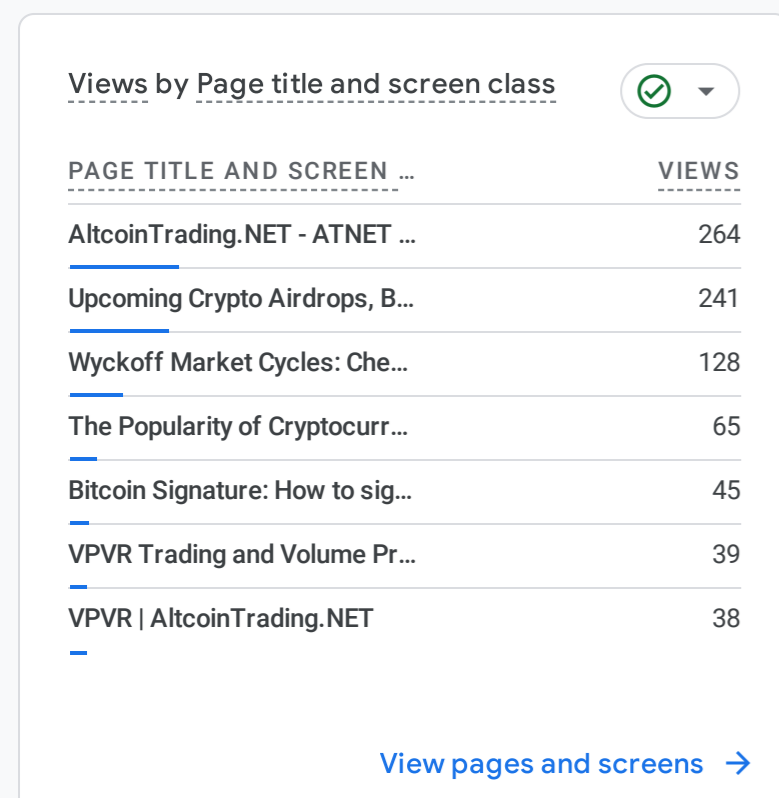 Views by Page title and screen class
PAGE TITLE AND SCREEN … VIEWS
AltcoinTrading.NET - ATNET … 264
Upcoming Crypto Airdrops, B… 241
Wyckoff Market Cycles: Che… 128
The Popularity of Cryptocurr… 65
Bitcoin Signature: How to sig… 45
VPVR Trading and Volume Pr… 39
VPVR | AltcoinTrading.NET 38
View pages and screens